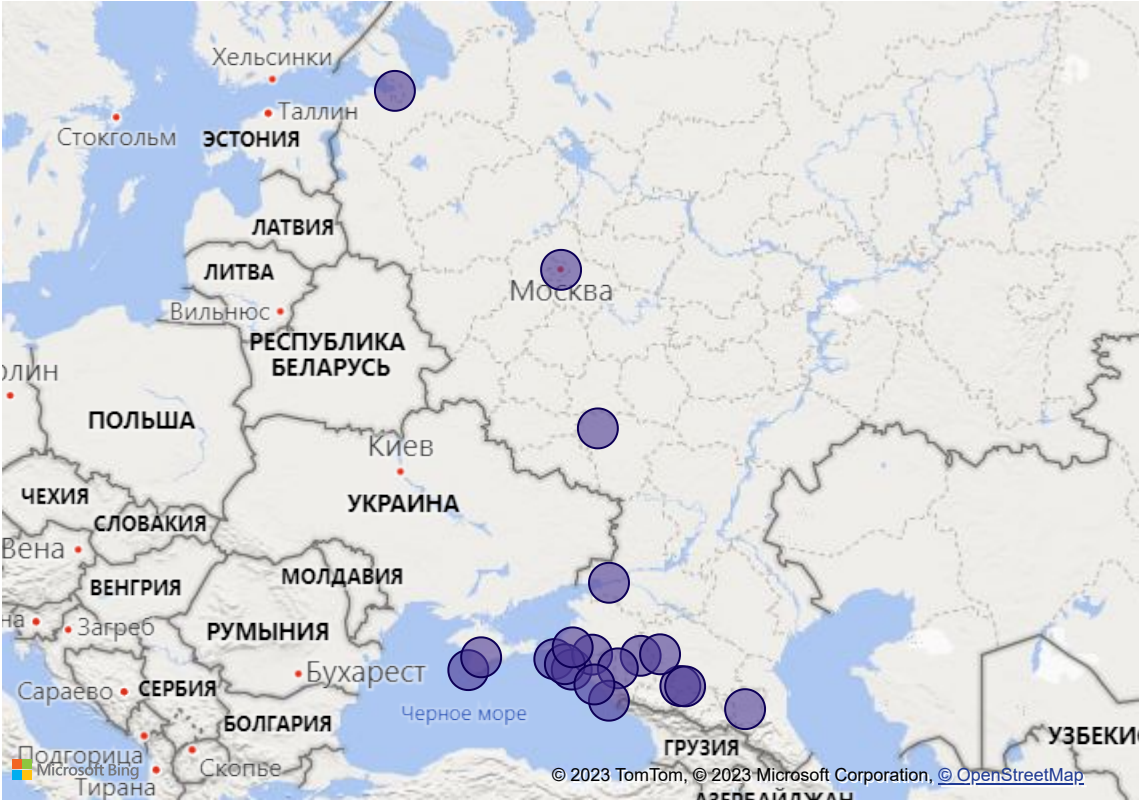 Хельсинки
Таллин
Стокгольм
ЭСТОНИЯ
ЛАТВИЯ
ЛИТВА
Москва
Вильнюс
РЕСПУБЛИКА
БЕЛАРУСЬ
ПОЛЬША
Киев
ЧЕХИЯ
УКРАИНА
СЛОВАКИЯ
Вена
МОЛДАВИЯ
ВЕНГРИЯ
Загреб
РУМЫНИЯ
Бухарест
Сараево
СЕРБИЯ
Черное море
БОЛГАРИЯ
ГРУЗИЯ
Подгорица
Скопье
Microsoft Bing
Тирана
© 2023 TomTom, © 2023 Microsoft Corporation, © OpenStreetMap